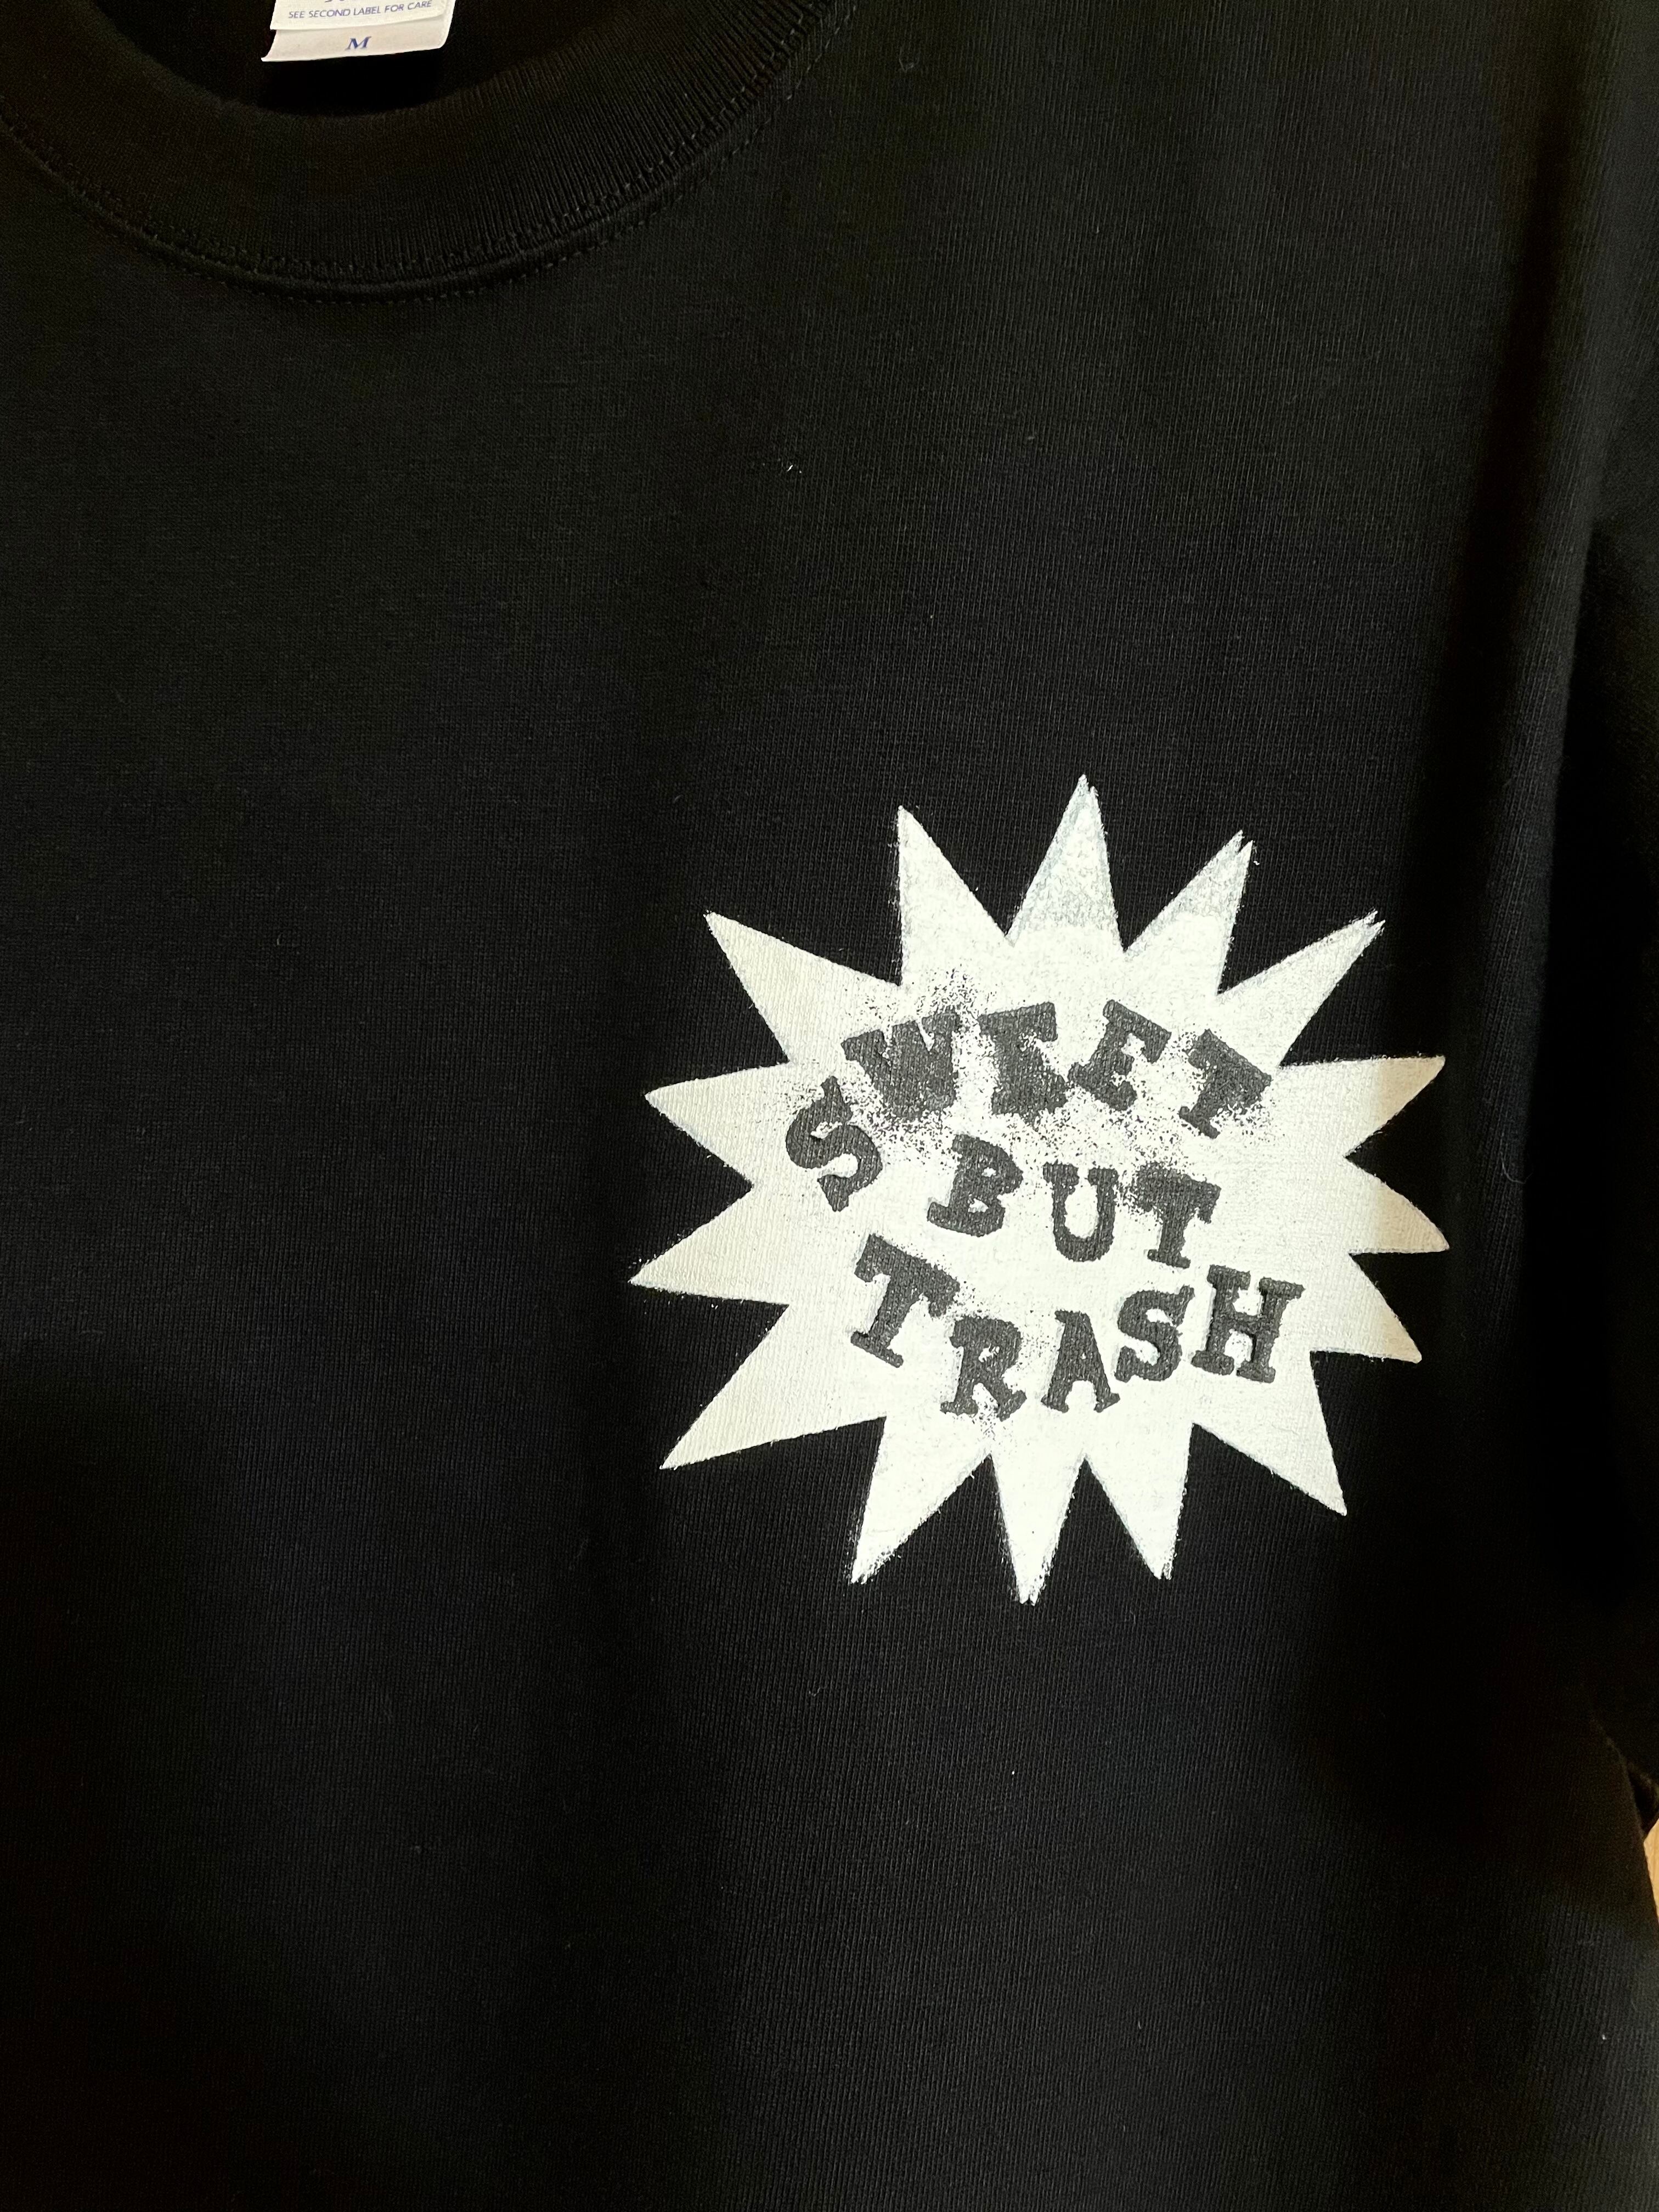 SEE SECOND LABEL FOR CARE
M
SWEET
BUT
TRASH